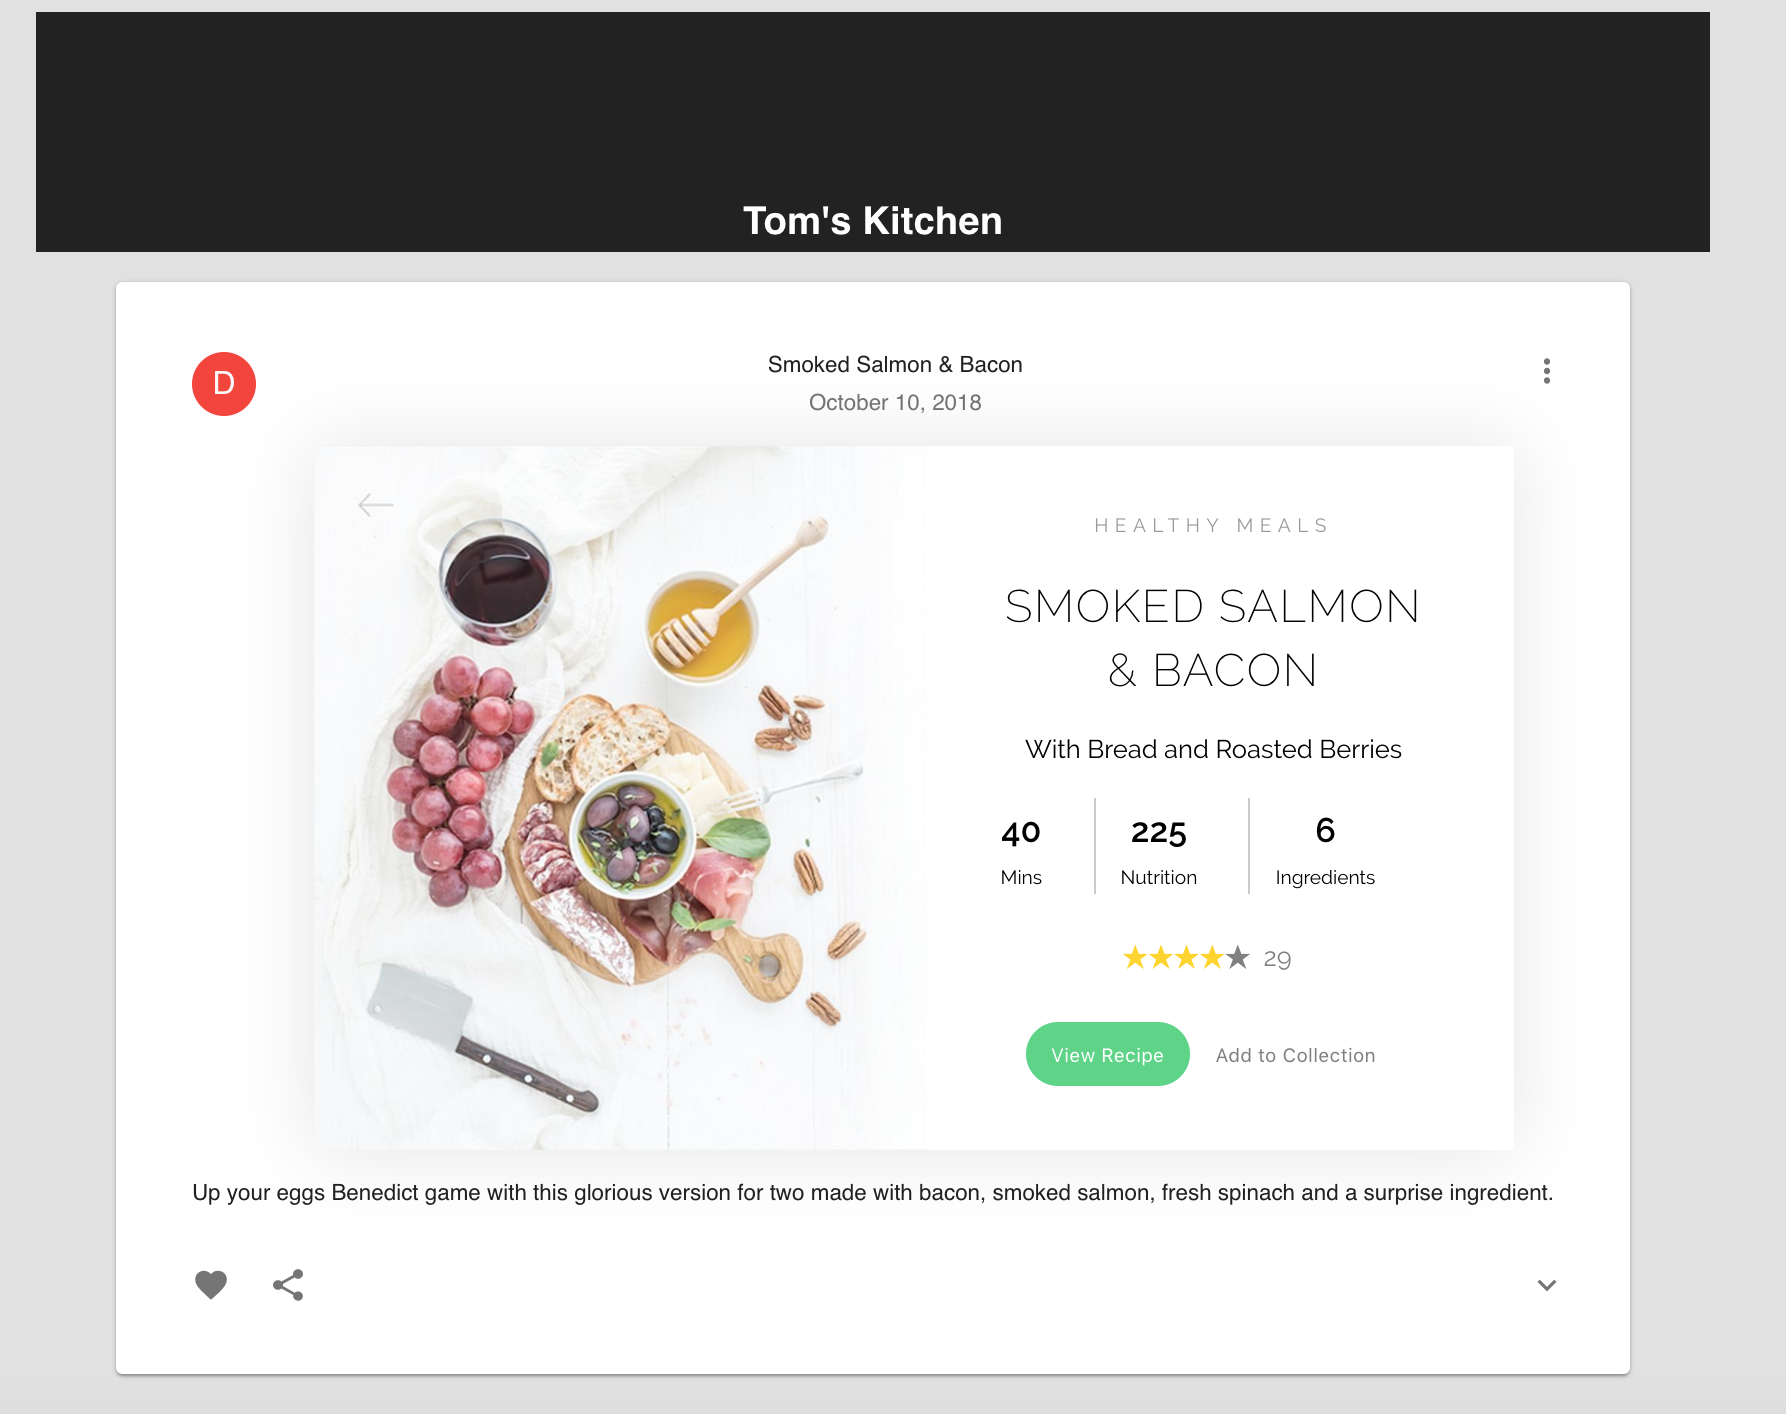 Tom's Kitchen
D
Smoked Salmon & Bacon
October 10, 2018
HEALTHY MEALS
SMOKED SALMON
& BACON
With Bread and Roasted Berries
40 225 6
Mins Nutrition Ingredients
29
View Recipe Add to Collection
Up your eggs Benedict game with this glorious version for two made with bacon, smoked salmon, fresh spinach and a surprise ingredient.